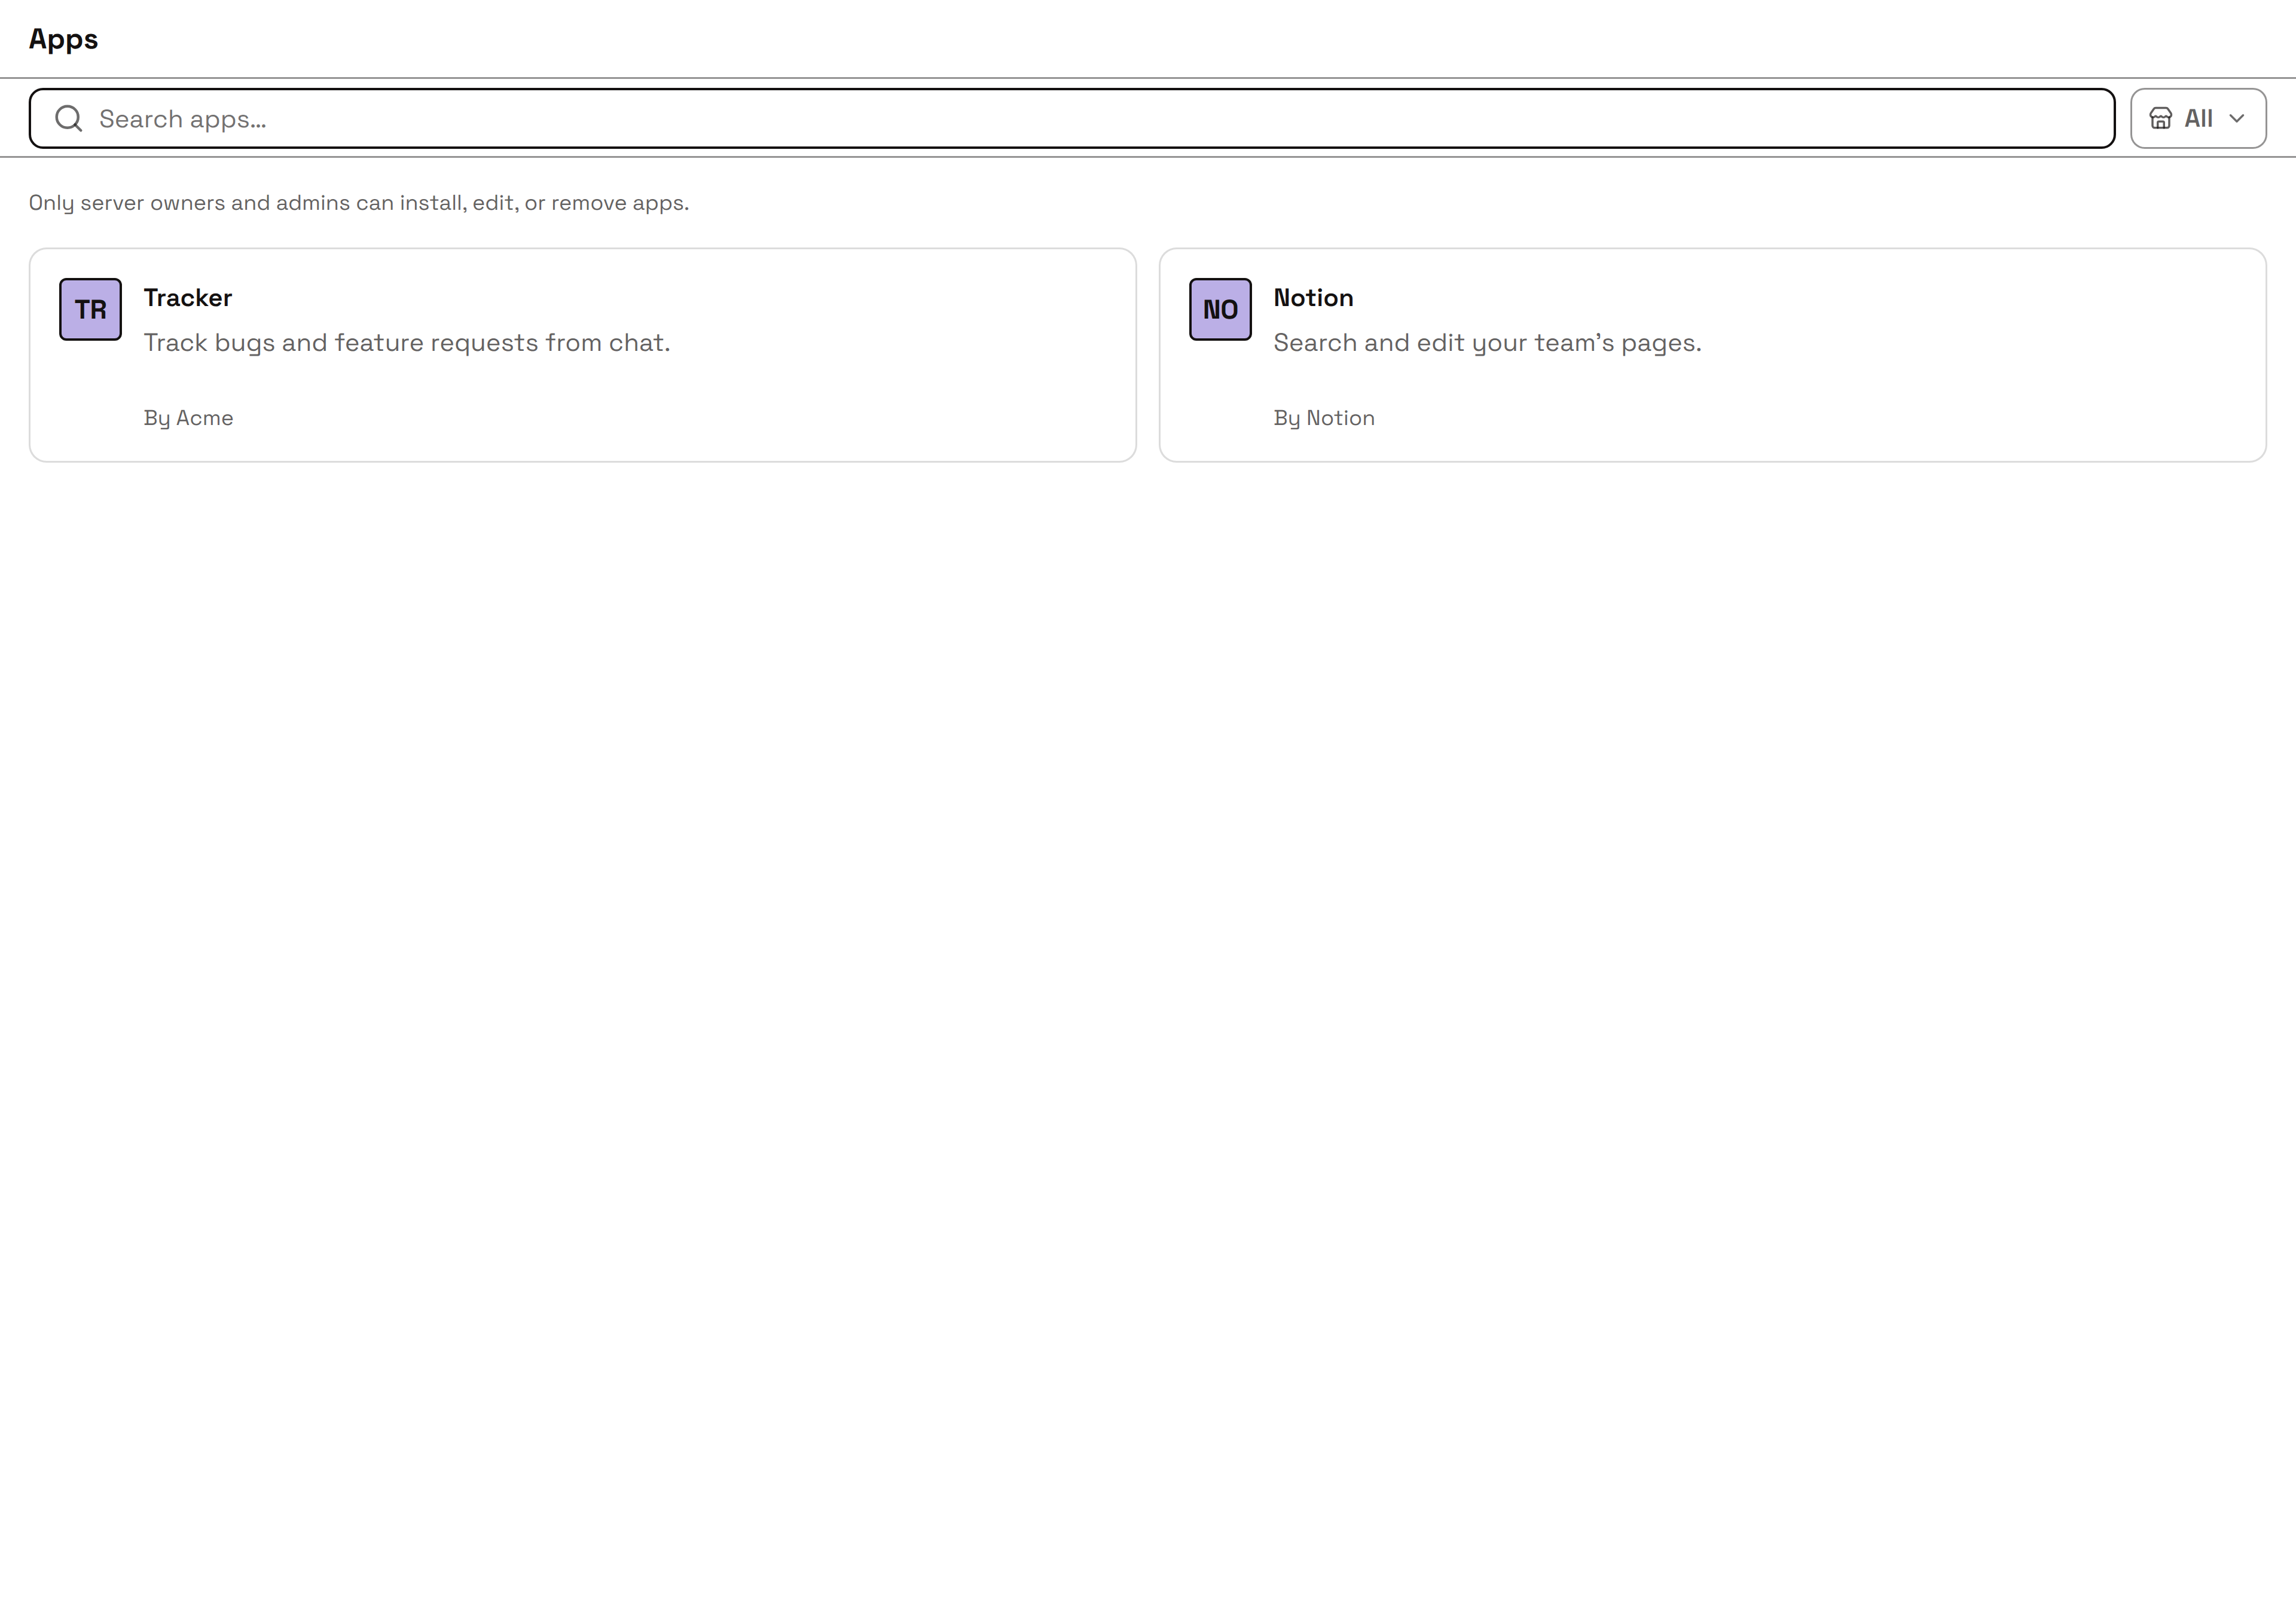 Apps
Search apps...
All
Only server owners and admins can install, edit, or remove apps.
TR
Tracker
Track bugs and feature requests from chat.
By Acme
NO
Notion
Search and edit your team's pages.
By Notion